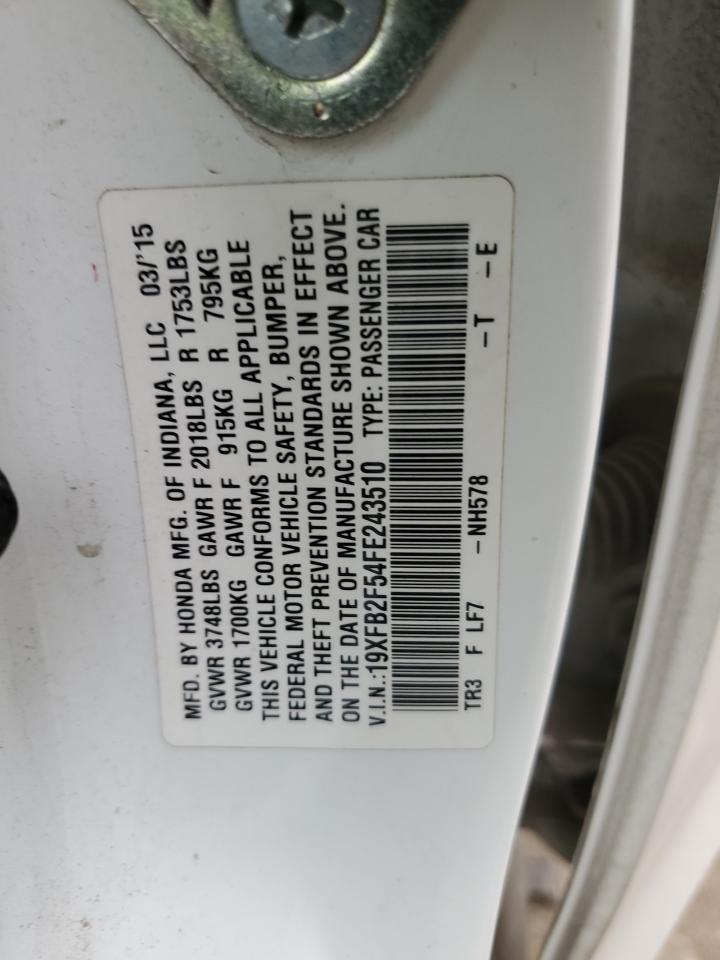 MFD. BY HONDA MFG. OF INDIANA, LLC 03/'15
GVWR 3748LBS GAWR F 2018LBS R 1753LBS
GVWR 1700KG GAWR F 915KG R 795KG
THIS VEHICLE CONFORMS TO ALL APPLICABLE
FEDERAL MOTOR VEHICLE SAFETY, BUMPER,
AND THEFT PREVENTION STANDARDS IN EFFECT
ON THE DATE OF MANUFACTURE SHOWN ABOVE.
V.I.N.:19XFB2F54FE243510 TYPE: PASSENGER CAR
TR3 F LF7 -NH578 -T -E